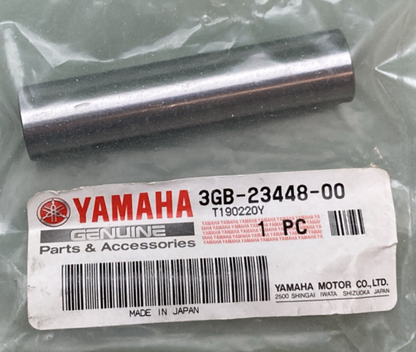 YAMAHA
GENUINE
Parts & Accessories
3GB-23448-00
T190220Y
1 PC
MADE IN JAPAN
YAMAHA MOTOR CO.,LTD.
2500 SHINGAI IWATA SHIZUOKA JAPAN